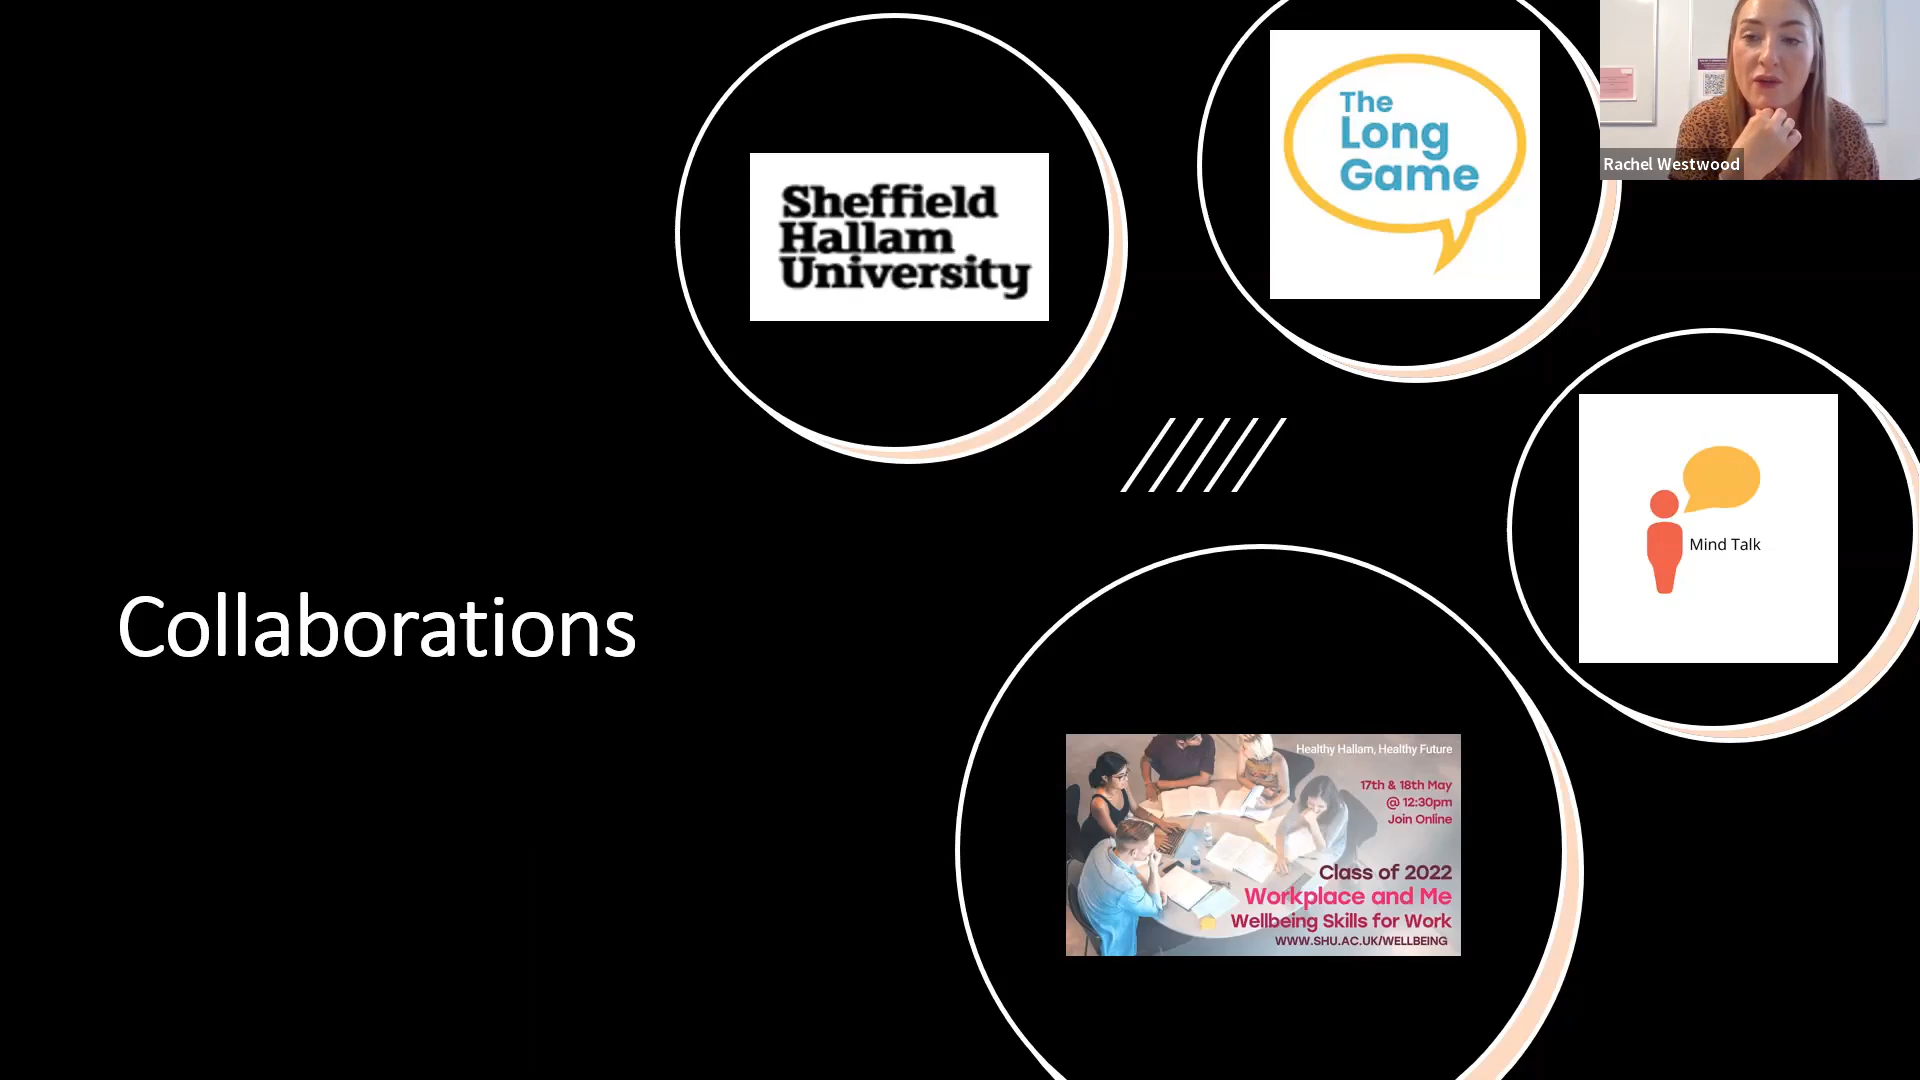 Collaborations
Sheffield
Hallam
University
The
Long
Game
Rachel Westwood
Mind Talk
Healthy Hallam, Healthy Future
17th & 18th May
@ 12:30pm
Join Online
Class of 2022
Workplace and Me
Wellbeing Skills for Work
WWW.SHU.AC.UK/WELLBEING